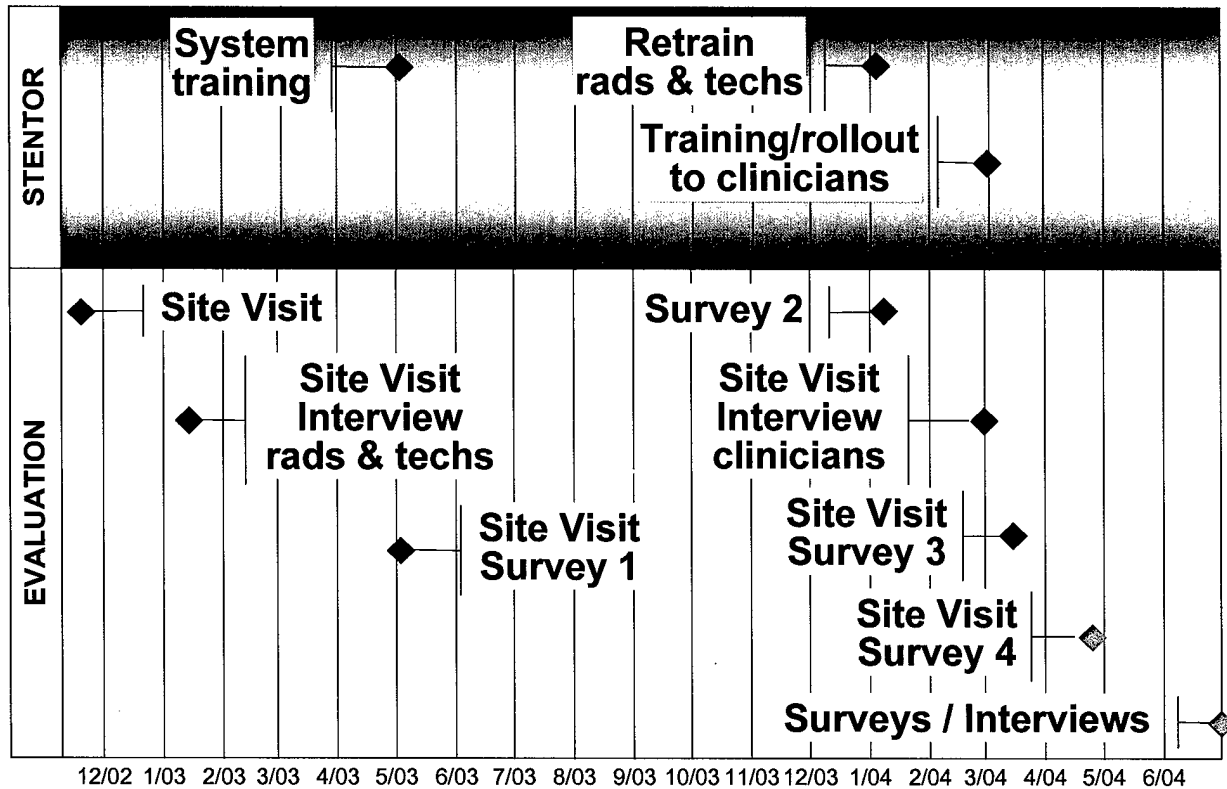 STENTOR
System
training
Retrain
rads & techs
Training/rollout
to clinicians
EVALUATION
Site Visit
Survey 2
Site Visit
Interview
rads & techs
Site Visit
Interview
clinicians
Site Visit
Survey 1
Site Visit
Survey 3
Site Visit
Survey 4
Surveys / Interviews
12/02 1/03 2/03 3/03 4/03 5/03 6/03 7/03 8/03 9/03 10/03 11/03 12/03 1/04 2/04 3/04 4/04 5/04 6/04